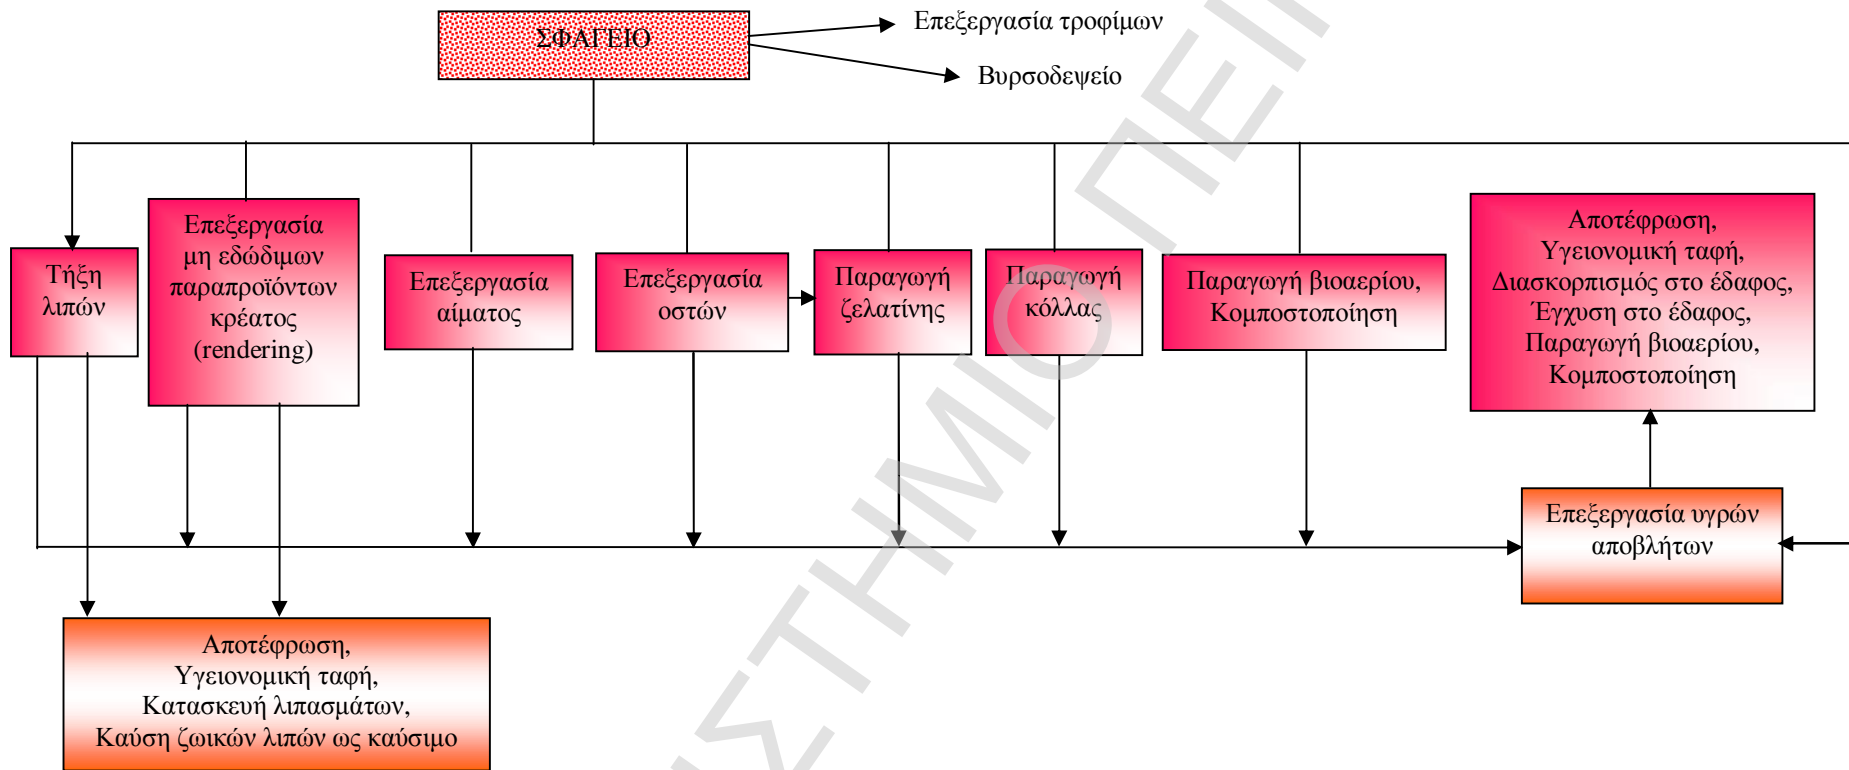 ΣΦΑΓΕΙΟ
Επεξεργασία τροφίμων
Βυρσοδεψείο
Τήξη
λιπών
Επεξεργασία
μη εδώδιμων
παραπροϊόντων
κρέατος
(rendering)
Επεξεργασία
αίματος
Επεξεργασία
οστών
Παραγωγή
ζελατίνης
Παραγωγή
κόλλας
Παραγωγή βιοαερίου,
Κομποστοποίηση
Αποτέφρωση,
Υγειονομική ταφή,
Διασκορπισμός στο έδαφος,
Έγχυση στο έδαφος,
Παραγωγή βιοαερίου,
Κομποστοποίηση
Επεξεργασία υγρών
αποβλήτων
Αποτέφρωση,
Υγειονομική ταφή,
Κατασκευή λιπασμάτων,
Καύση ζωικών λιπών ως καύσιμο